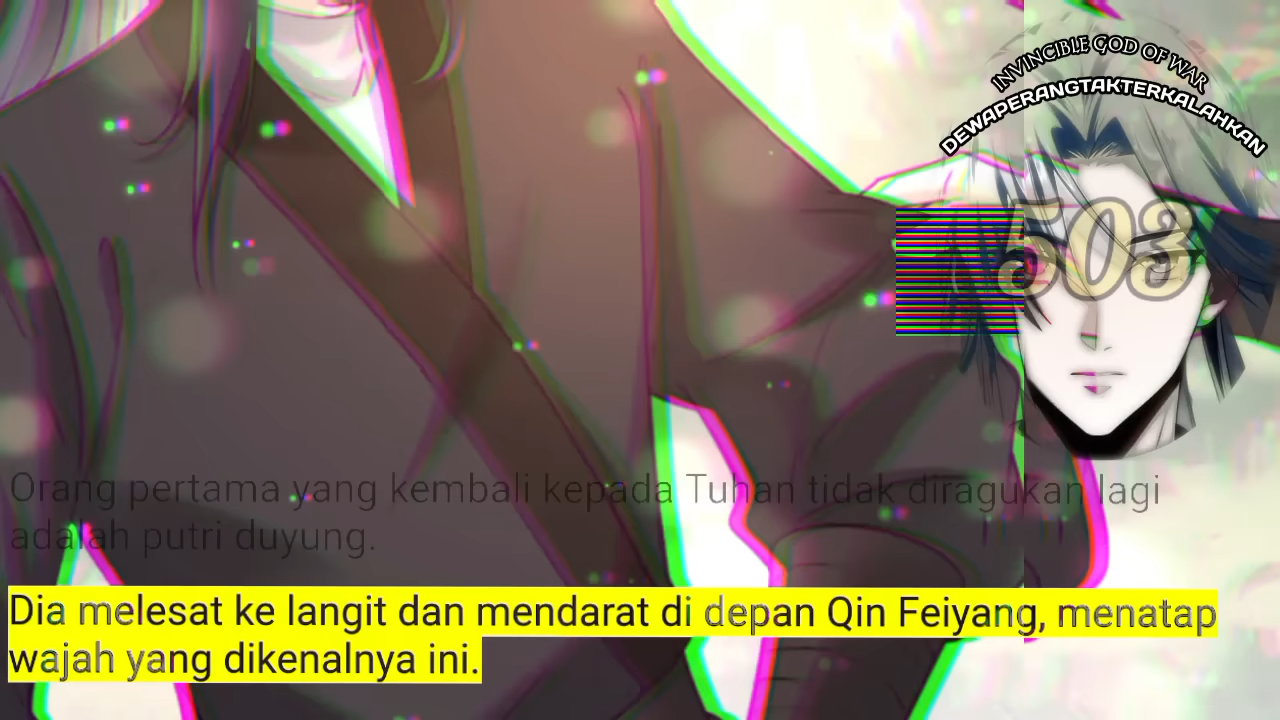 INVINCIBLE GOD OF WAR
DEWAPERANGTAKTERKALAHKAN
503
Orang pertama yang kembali kepada Tuhan tidak diragukan lagi
adalah putri duyung.
Dia melesat ke langit dan mendarat di depan Qin Feiyang, menatap
wajah yang dikenalnya ini.